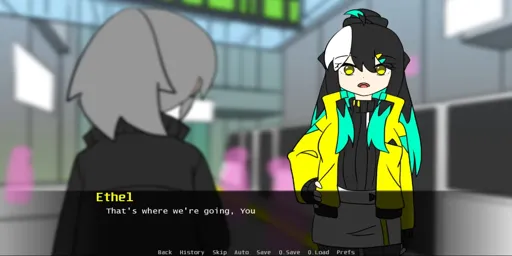 Ethel
That's where we're going, You
Back History Skip Auto Save Q.Save Q.Load Prefs